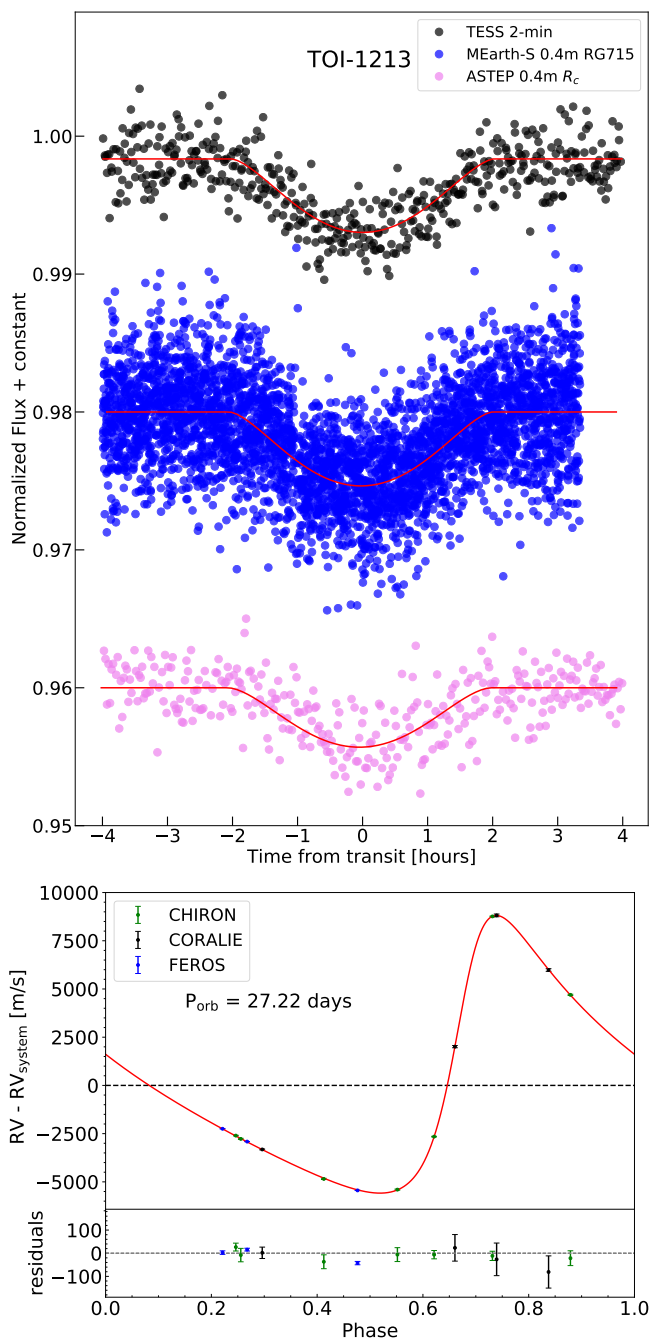 TOI-1213
TESS 2-min
MEarth-S 0.4m RG715
ASTEP 0.4m R_c
Normalized Flux + constant
1.00
0.99
0.98
0.97
0.96
0.95
−4 −3 −2 −1 0 1 2 3 4
Time from transit [hours]
CHIRON
CORALIE
FEROS
P_orb = 27.22 days
RV - RV_system [m/s]
10000
7500
5000
2500
0
−2500
−5000
residuals
100
0
−100
0.0 0.2 0.4 0.6 0.8 1.0
Phase